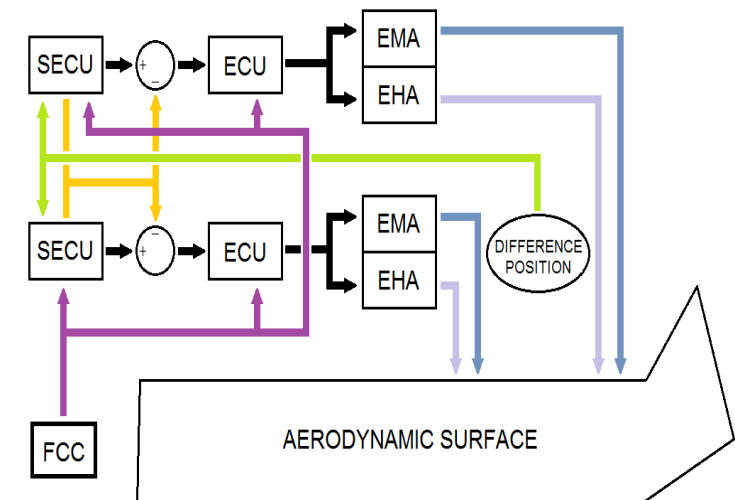 SECU
+
−
ECU
EMA
EHA
SECU
+
−
ECU
EMA
EHA
DIFFERENCE
POSITION
FCC
AERODYNAMIC SURFACE